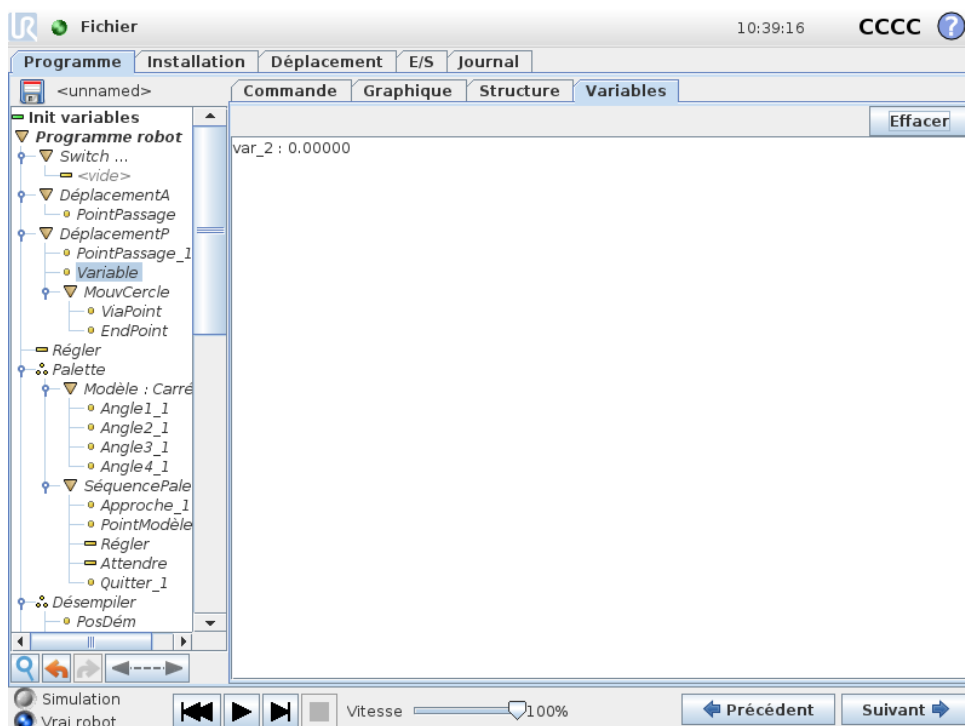 UR Fichier 10:39:16 CCCC ?
Programme Installation Déplacement E/S Journal
<unnamed> Commande Graphique Structure Variables
Init variables
Effacer
Programme robot
var_2 : 0.00000
Switch ...
<vide>
DéplacementA
PointPassage
DéplacementP
PointPassage_1
Variable
MouvCercle
ViaPoint
EndPoint
Régler
Palette
Modèle : Carré
Angle1_1
Angle2_1
Angle3_1
Angle4_1
SéquencePale
Approche_1
PointModèle
Régler
Attendre
Quitter_1
Désempiler
PosDém
Simulation
Vrai robot
Vitesse 100% Précédent Suivant